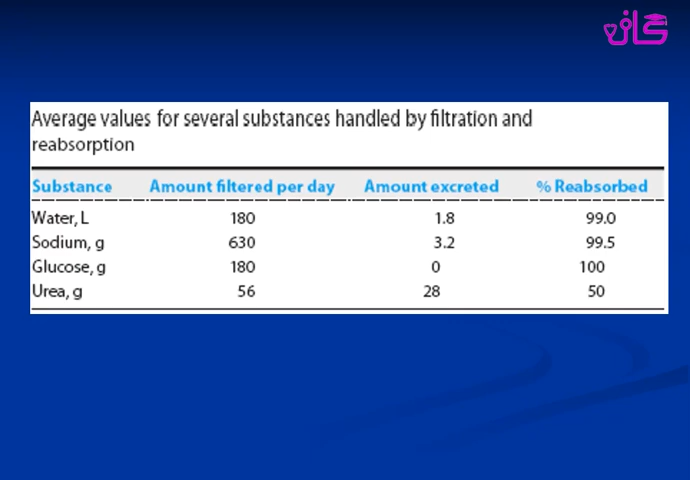 Average values for several substances handled by filtration and
reabsorption
Substance Amount filtered per day Amount excreted % Reabsorbed
Water, L 180 1.8 99.0
Sodium, g 630 3.2 99.5
Glucose, g 180 0 100
Urea, g 56 28 50